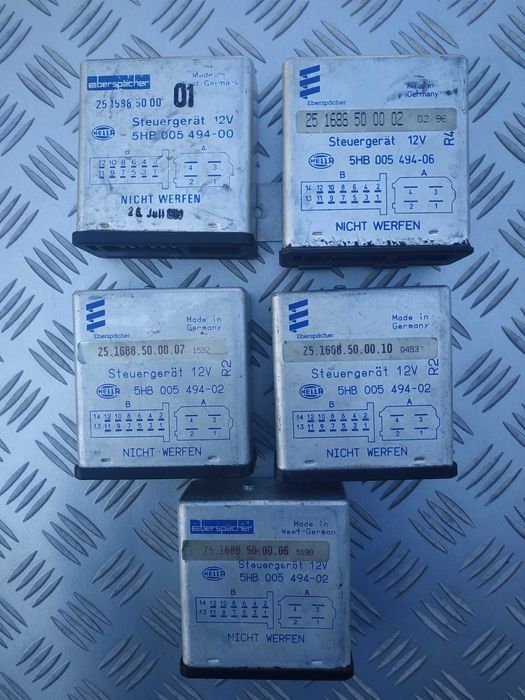 Eberspächer
Made in
West-Germany
25 1688 50 00 01
Steuergerät 12V
HELLA 5HB 005 494-00
B A
14 12 10 8 6 4 2
13 11 9 7 5 3 1
4 3
2 1
NICHT WERFEN
Eberspächer
Made in
Germany
25 1688 50 00 02 02 96
Steuergerät 12V R4
HELLA 5HB 005 494-06
B A
14 12 10 8 6 4 2
13 11 9 7 5 3 1
4 3
2 1
NICHT WERFEN
Eberspächer
Made in
Germany
25.1688.50.00.07 1592
Steuergerät 12V R2
HELLA 5HB 005 494-02
B A
14 12 10 8 6 4 2
13 11 9 7 5 3 1
4 3
2 1
NICHT WERFEN
Eberspächer
Made in
Germany
25.1688.50.00.10 0493
Steuergerät 12V R2
HELLA 5HB 005 494-02
B A
14 12 10 8 6 4 2
13 11 9 7 5 3 1
4 3
2 1
NICHT WERFEN
Eberspächer
Made in
West-German
25.1688.50.00.06 5190
Steuergerät 12V
HELLA 5HB 005 494-02
B A
14 12 10 8 6 4 2
13 11 9 7 5 3 1
4 3
2 1
NICHT WERFEN